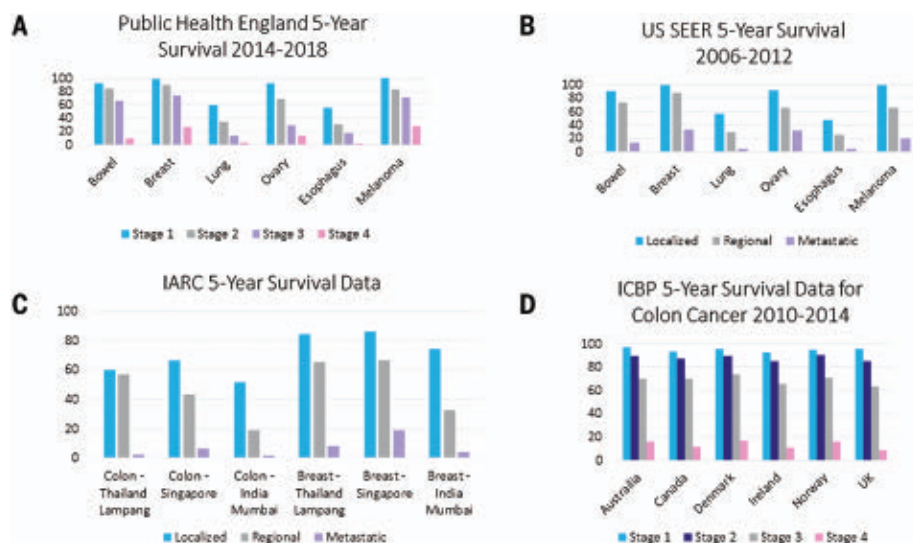 A
Public Health England 5-Year
Survival 2014-2018
100
80
60
40
20
0
Bowel
Breast
Lung
Ovary
Esophagus
Melanoma
Stage 1 Stage 2 Stage 3 Stage 4
B
US SEER 5-Year Survival
2006-2012
100
80
60
40
20
0
Bowel
Breast
Lung
Ovary
Esophagus
Melanoma
Localized Regional Metastatic
C
IARC 5-Year Survival Data
100
80
60
40
20
0
Colon - Colon - Colon - Breast - Breast - Breast -
Thailand Singapore India Thailand Singapore India
Lampang Mumbai Lampang Mumbai
Localized Regional Metastatic
D
ICBP 5-Year Survival Data for
Colon Cancer 2010-2014
100
80
60
40
20
0
Australia
Canada
Denmark
Ireland
Norway
UK
Stage 1 Stage 2 Stage 3 Stage 4